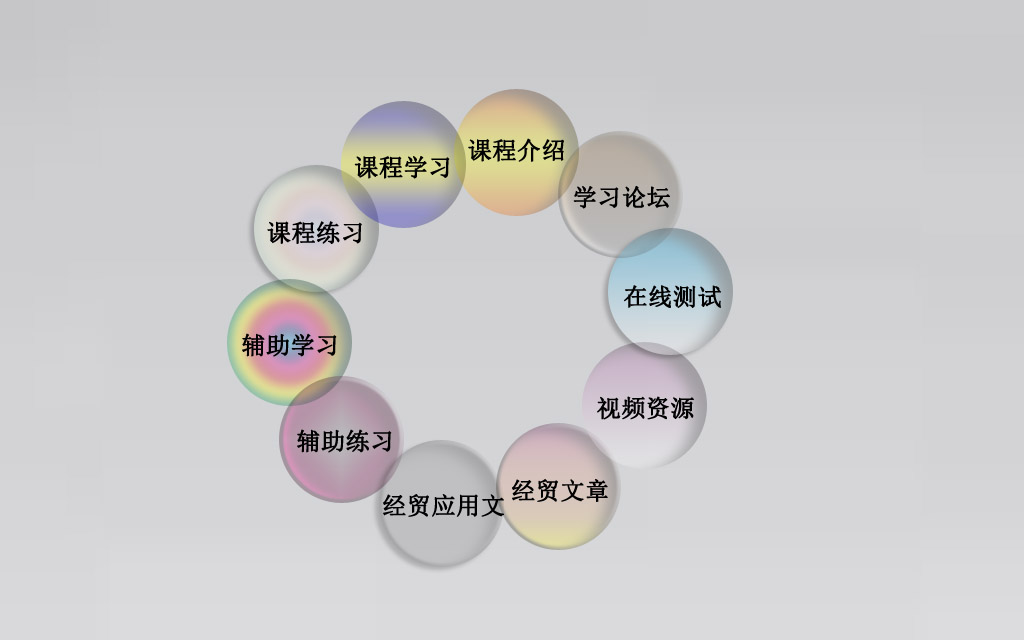 课程介绍
课程学习
学习论坛
课程练习
在线测试
辅助学习
视频资源
辅助练习
经贸文章
经贸应用文